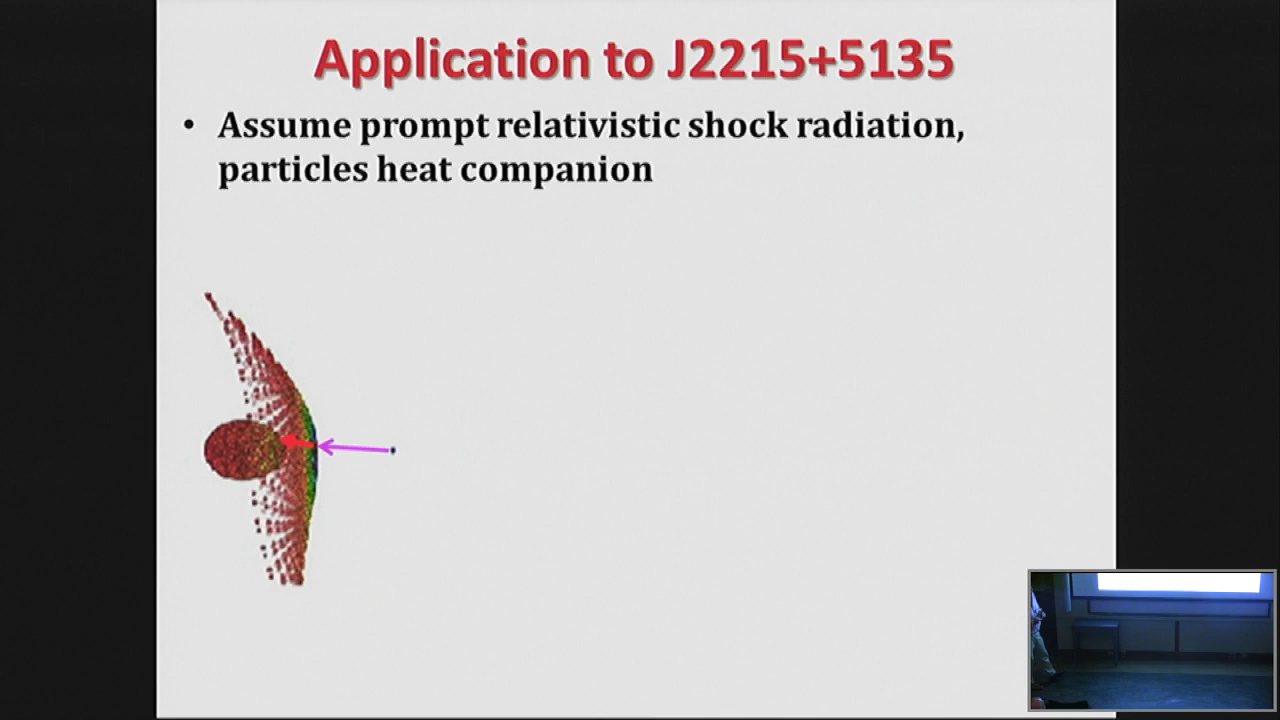 Application to J2215+5135
• Assume prompt relativistic shock radiation,
particles heat companion